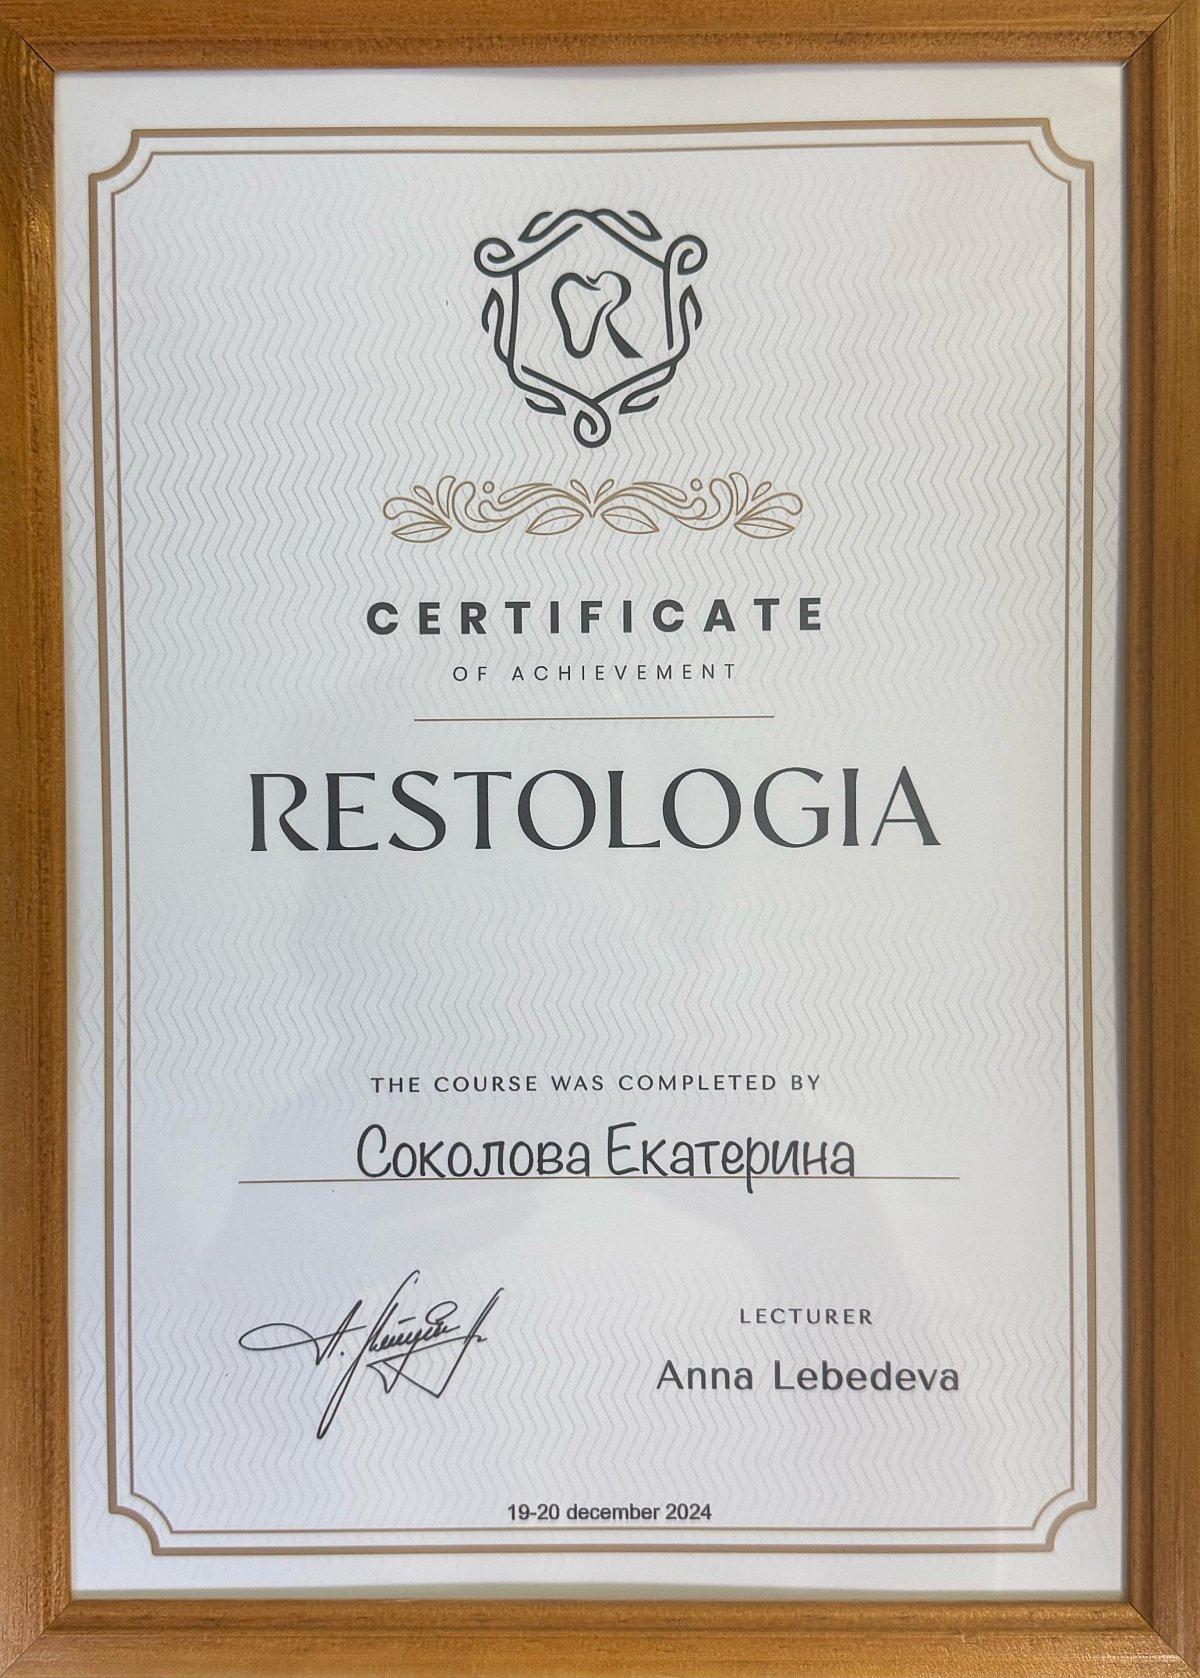 CERTIFICATE
OF ACHIEVEMENT
RESTOLOGIA
THE COURSE WAS COMPLETED BY
Соколова Екатерина
LECTURER
Anna Lebedeva
19-20 december 2024